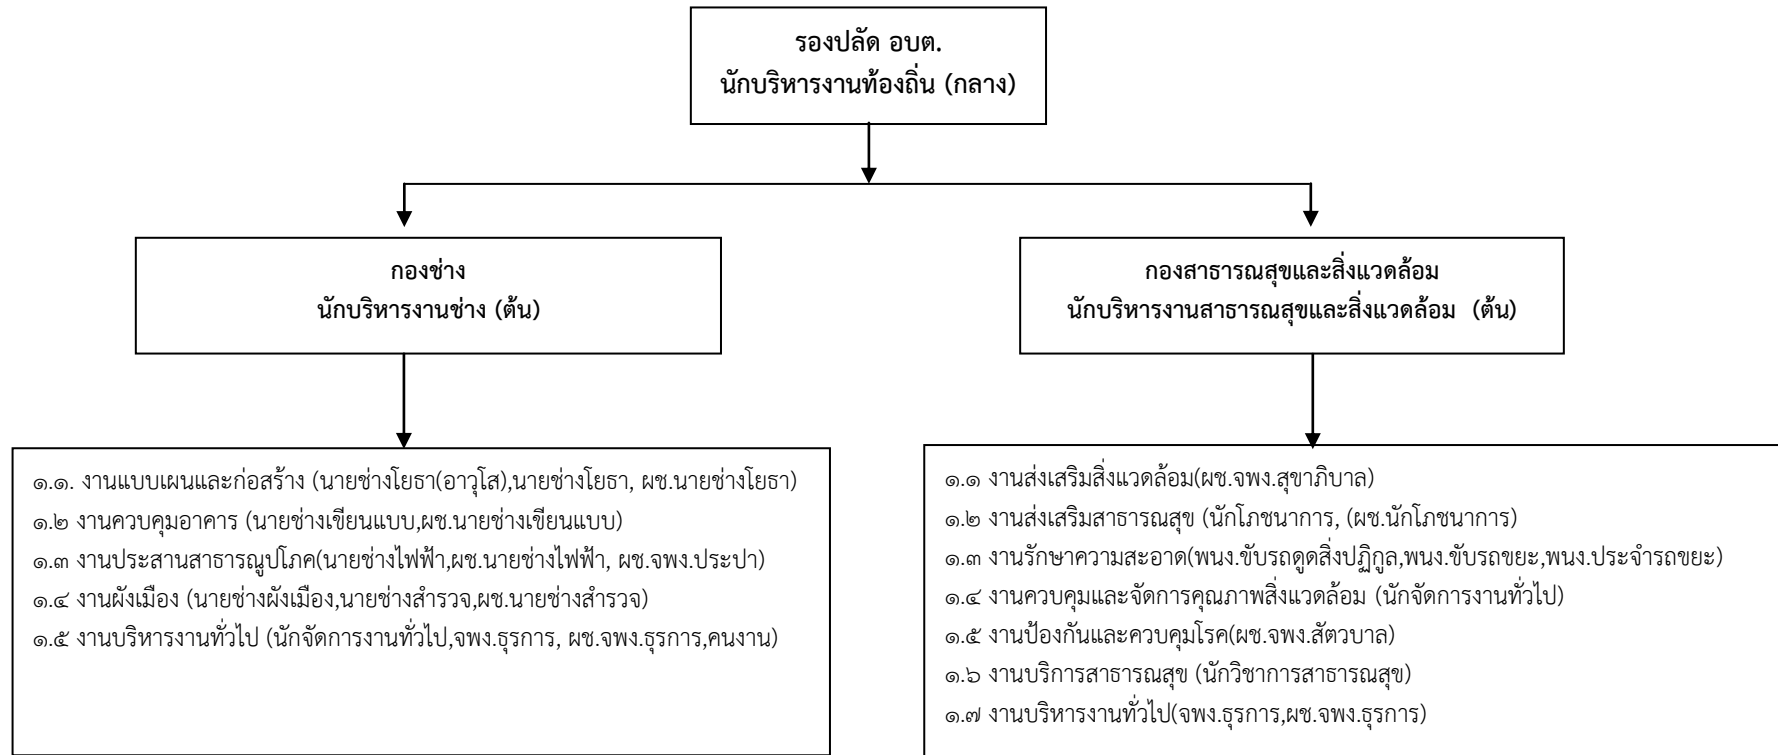 รองปลัด อบต.
นักบริหารงานท้องถิ่น (กลาง)
กองช่าง
นักบริหารงานช่าง (ต้น)
กองสาธารณสุขและสิ่งแวดล้อม
นักบริหารงานสาธารณสุขและสิ่งแวดล้อม (ต้น)
๑.๑. งานแบบแผนและก่อสร้าง (นายช่างโยธา(อาวุโส),นายช่างโยธา, ผช.นายช่างโยธา)
๑.๒ งานควบคุมอาคาร (นายช่างเขียนแบบ,ผช.นายช่างเขียนแบบ)
๑.๓ งานประสานสาธารณูปโภค(นายช่างไฟฟ้า,ผช.นายช่างไฟฟ้า, ผช.จพง.ประปา)
๑.๔ งานผังเมือง (นายช่างผังเมือง,นายช่างสำรวจ,ผช.นายช่างสำรวจ)
๑.๕ งานบริหารงานทั่วไป (นักจัดการงานทั่วไป,จพง.ธุรการ, ผช.จพง.ธุรการ,คนงาน)
๑.๑ งานส่งเสริมสิ่งแวดล้อม(ผช.จพง.สุขาภิบาล)
๑.๒ งานส่งเสริมสาธารณสุข (นักโภชนาการ, (ผช.นักโภชนาการ)
๑.๓ งานรักษาความสะอาด(พนง.ขับรถดูดสิ่งปฏิกูล,พนง.ขับรถขยะ,พนง.ประจำรถขยะ)
๑.๔ งานควบคุมและจัดการคุณภาพสิ่งแวดล้อม (นักจัดการงานทั่วไป)
๑.๕ งานป้องกันและควบคุมโรค(ผช.จพง.สัตวบาล)
๑.๖ งานบริการสาธารณสุข (นักวิชาการสาธารณสุข)
๑.๗ งานบริหารงานทั่วไป(จพง.ธุรการ,ผช.จพง.ธุรการ)